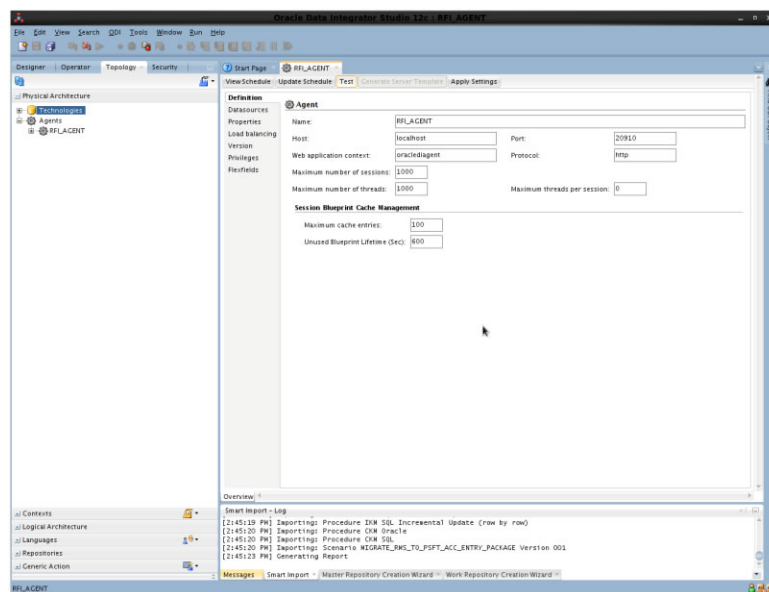 Oracle Data Integrator Studio 12c : RFI_AGENT
File Edit View Search ODI Tools Window Run Help
Designer Operator Topology Security
Start Page RFI_AGENT
View Schedule Update Schedule Test Generate Server Template Apply Settings
Physical Architecture
Technologies
Agents
RFI_AGENT
Definition
Datasources
Properties
Load balancing
Version
Privileges
Flexfields
Agent
Name: RFI_AGENT
Host: localhost Port: 20910
Web application context: oraclediagent Protocol: http
Maximum number of sessions: 1000
Maximum number of threads: 1000 Maximum threads per session: 0
Session Blueprint Cache Management
Maximum cache entries: 100
Unused Blueprint Lifetime (Sec): 600
Overview
Contexts
Logical Architecture
Languages
Repositories
Generic Action
Smart Import - Log
[2:45:19 PM] Importing: Procedure IKM SQL Incremental Update (row by row)
[2:45:20 PM] Importing: Procedure CKM Oracle
[2:45:20 PM] Importing: Procedure CKM SQL
[2:45:20 PM] Importing: Scenario MIGRATE_RMS_TO_PSFT_ACC_ENTRY_PACKAGE Version 001
[2:45:23 PM] Generating Report
Messages Smart Import Master Repository Creation Wizard Work Repository Creation Wizard
RFI_AGENT